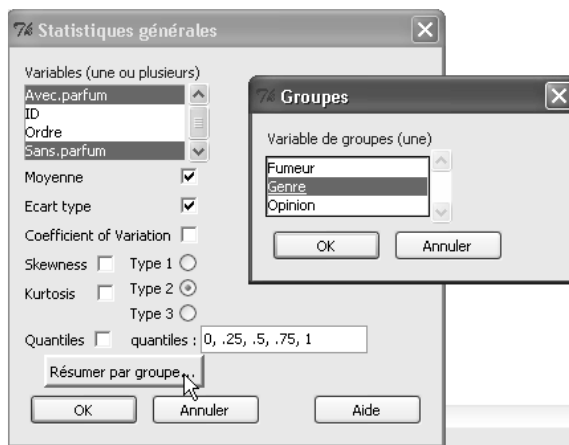 Statistiques générales
Variables (une ou plusieurs)
Avec.parfum
ID
Ordre
Sans.parfum
Moyenne
Ecart type
Coefficient of Variation
Skewness Type 1
Kurtosis Type 2
Type 3
Quantiles quantiles : 0, .25, .5, .75, 1
Résumer par groupe...
OK Annuler Aide
Groupes
Variable de groupes (une)
Fumeur
Genre
Opinion
OK Annuler